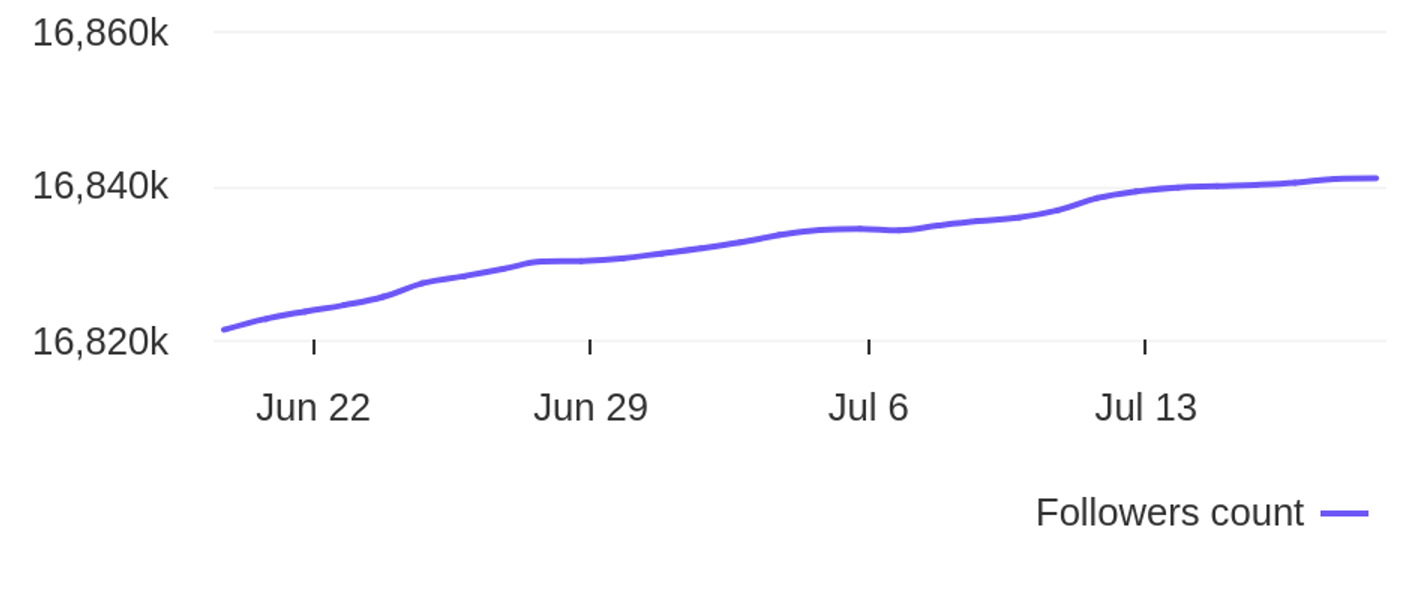 16,860k
16,840k
16,820k
Jun 22 Jun 29 Jul 6 Jul 13
Followers count